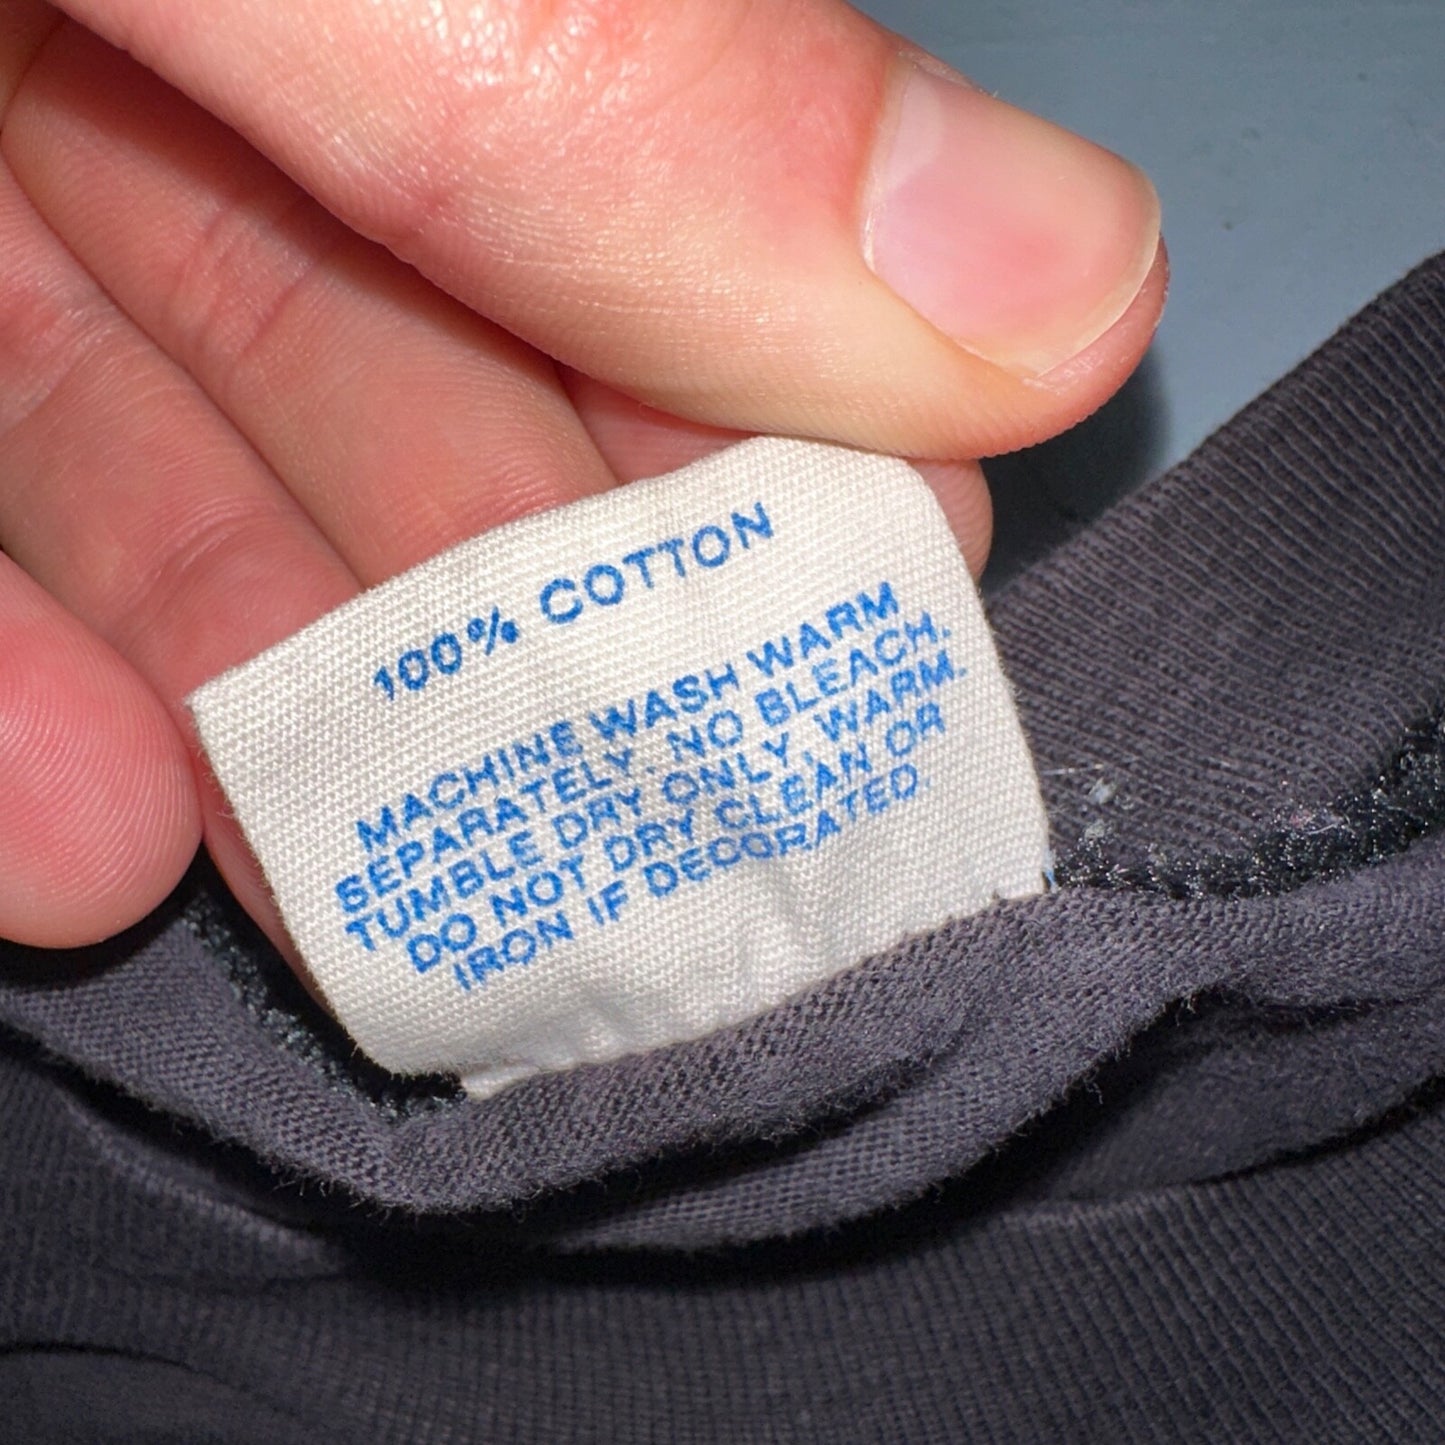 100% COTTON
MACHINE WASH WARM
SEPARATELY. NO BLEACH.
TUMBLE DRY ONLY, WARM.
DO NOT DRY CLEAN OR
IRON IF DECORATED.